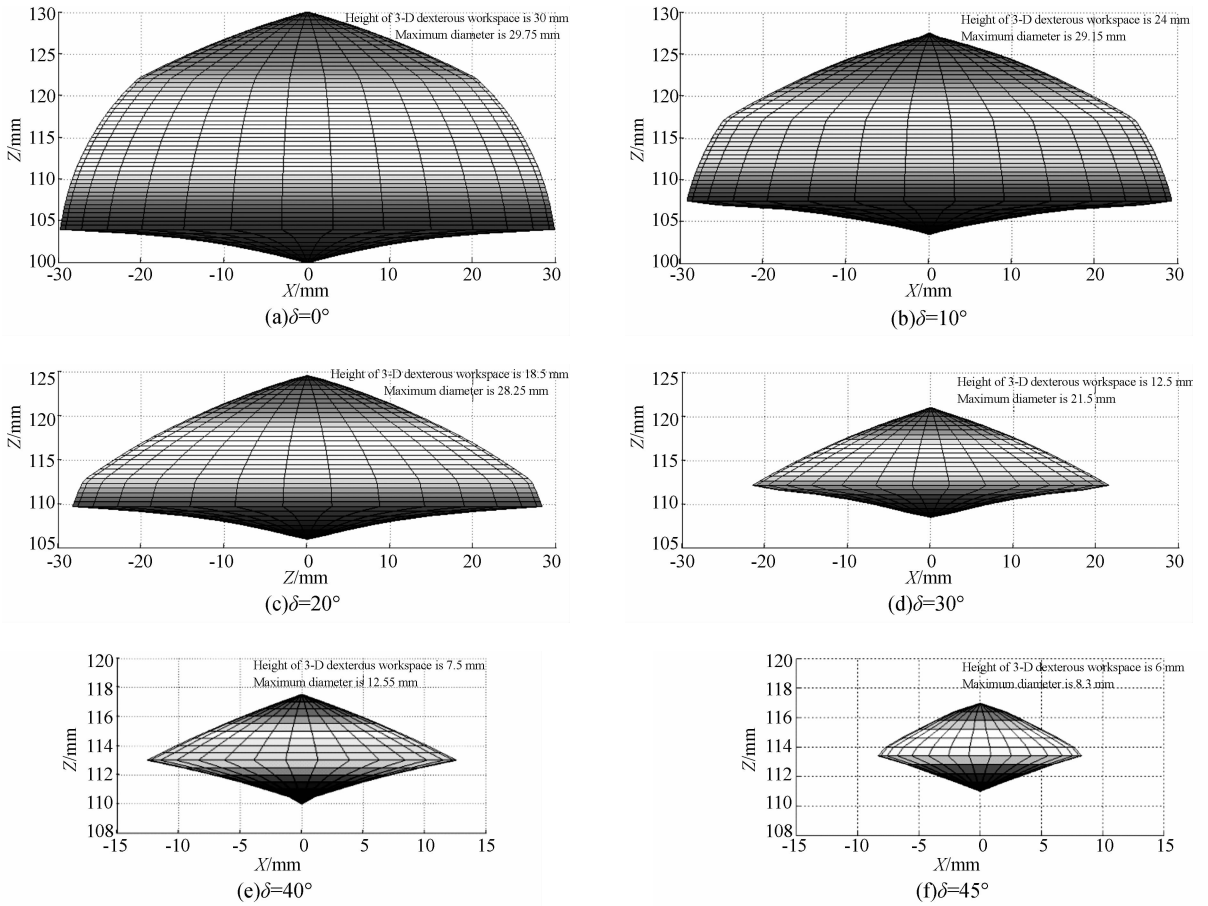 Height of 3-D dexterous workspace is 30 mm
Maximum diameter is 29.75 mm
Z/mm
130
125
120
115
110
105
100
-30 -20 -10 0 10 20 30
X/mm
(a)δ=0°
Height of 3-D dexterous workspace is 24 mm
Maximum diameter is 29.15 mm
Z/mm
130
125
120
115
110
105
100
-30 -20 -10 0 10 20 30
X/mm
(b)δ=10°
Height of 3-D dexterous workspace is 18.5 mm
Maximum diameter is 28.25 mm
Z/mm
125
120
115
110
105
-30 -20 -10 0 10 20 30
Z/mm
(c)δ=20°
Height of 3-D dexterous workspace is 12.5 mm
Maximum diameter is 21.5 mm
Z/mm
125
120
115
110
105
-30 -20 -10 0 10 20 30
X/mm
(d)δ=30°
Height of 3-D dexterous workspace is 7.5 mm
Maximum diameter is 12.55 mm
Z/mm
120
118
116
114
112
110
108
-15 -10 -5 0 5 10 15
X/mm
(e)δ=40°
Height of 3-D dexterous workspace is 6 mm
Maximum diameter is 8.3 mm
Z/mm
120
118
116
114
112
110
108
-15 -10 -5 0 5 10 15
X/mm
(f)δ=45°